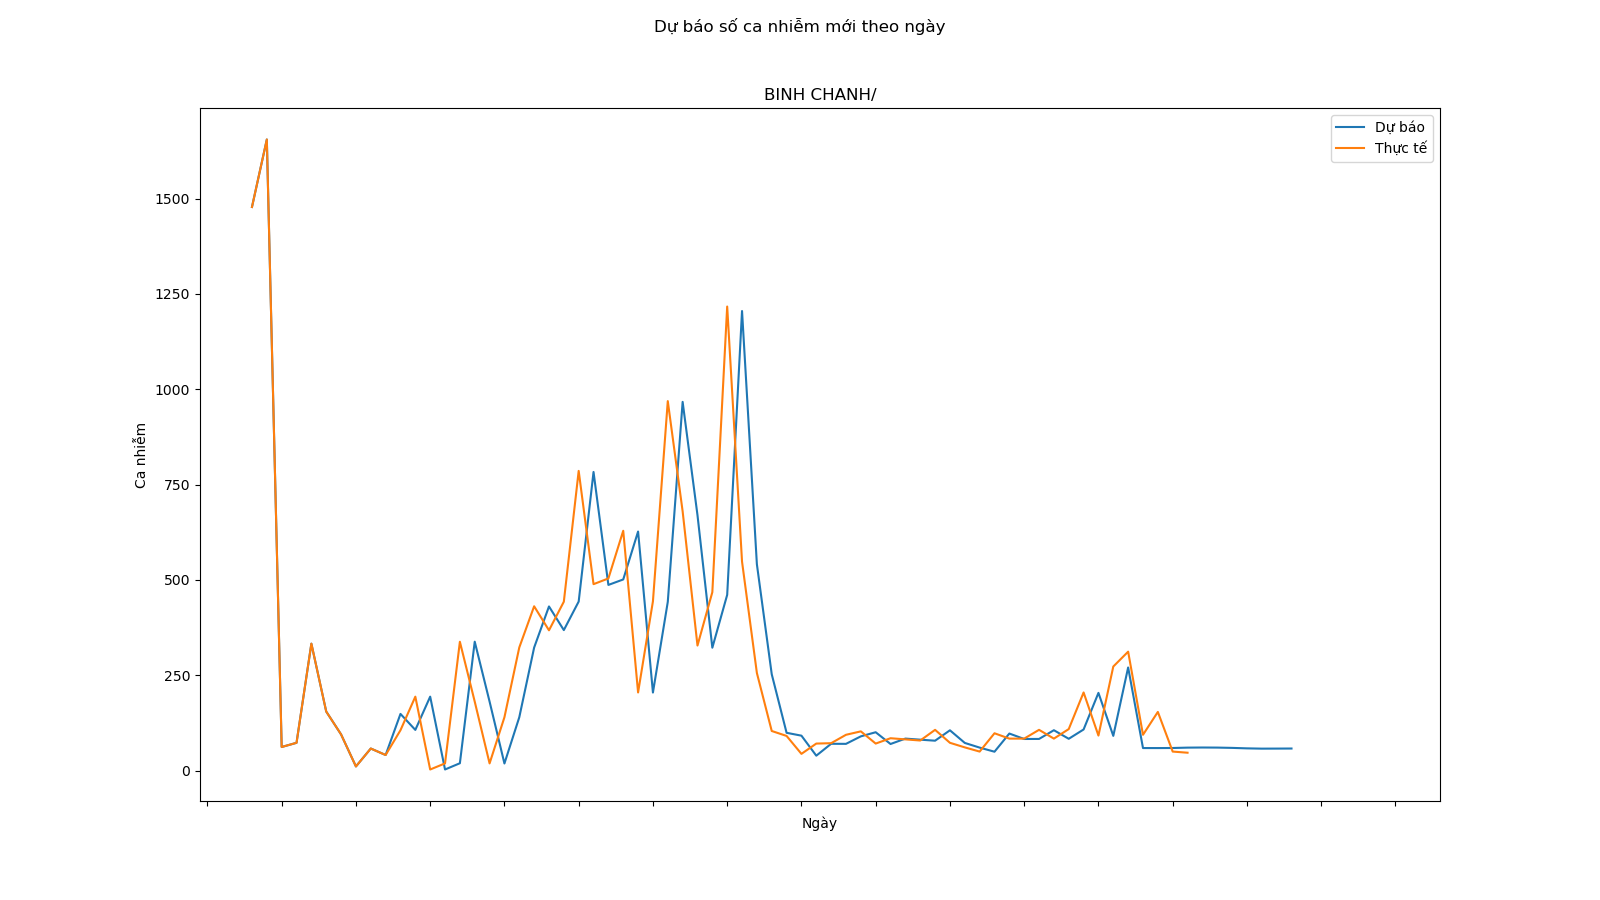 Dự báo số ca nhiễm mới theo ngày
BINH CHANH/
Dự báo
Thực tế
1500
1250
1000
750
500
250
0
Ca nhiễm
Ngày